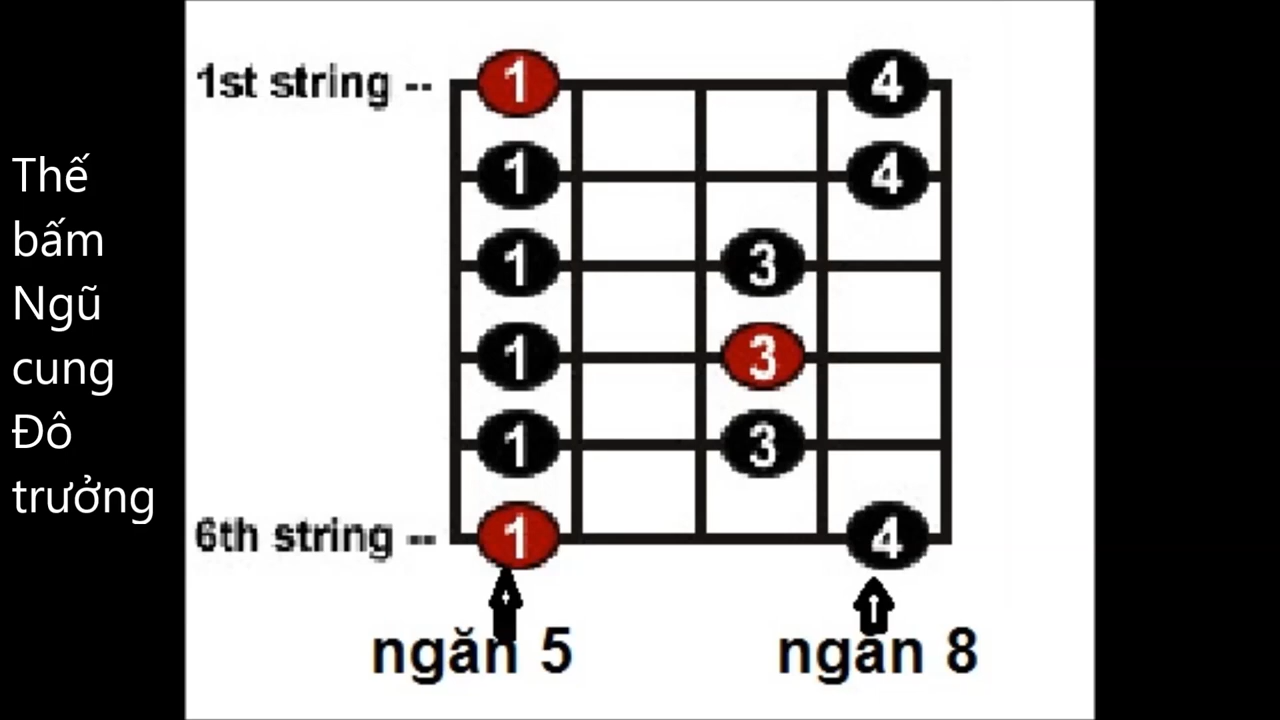 Thế
bấm
Ngũ
cung
Đô
trưởng
1st string --
1 4
1 4
1 3
1 3
1 3
6th string --
1 4
ngăn 5
ngăn 8